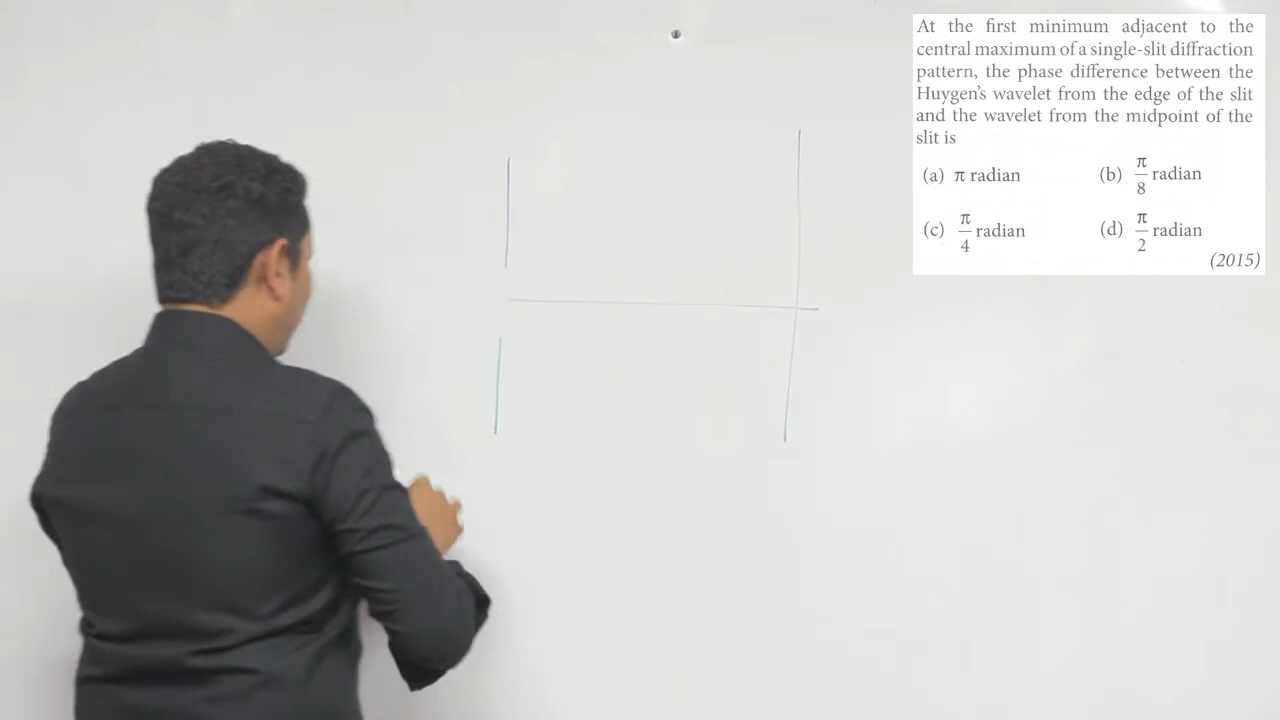 At the first minimum adjacent to the
central maximum of a single-slit diffraction
pattern, the phase difference between the
Huygen's wavelet from the edge of the slit
and the wavelet from the midpoint of the
slit is
(a) π radian (b) π/8 radian
(c) π/4 radian (d) π/2 radian
(2015)